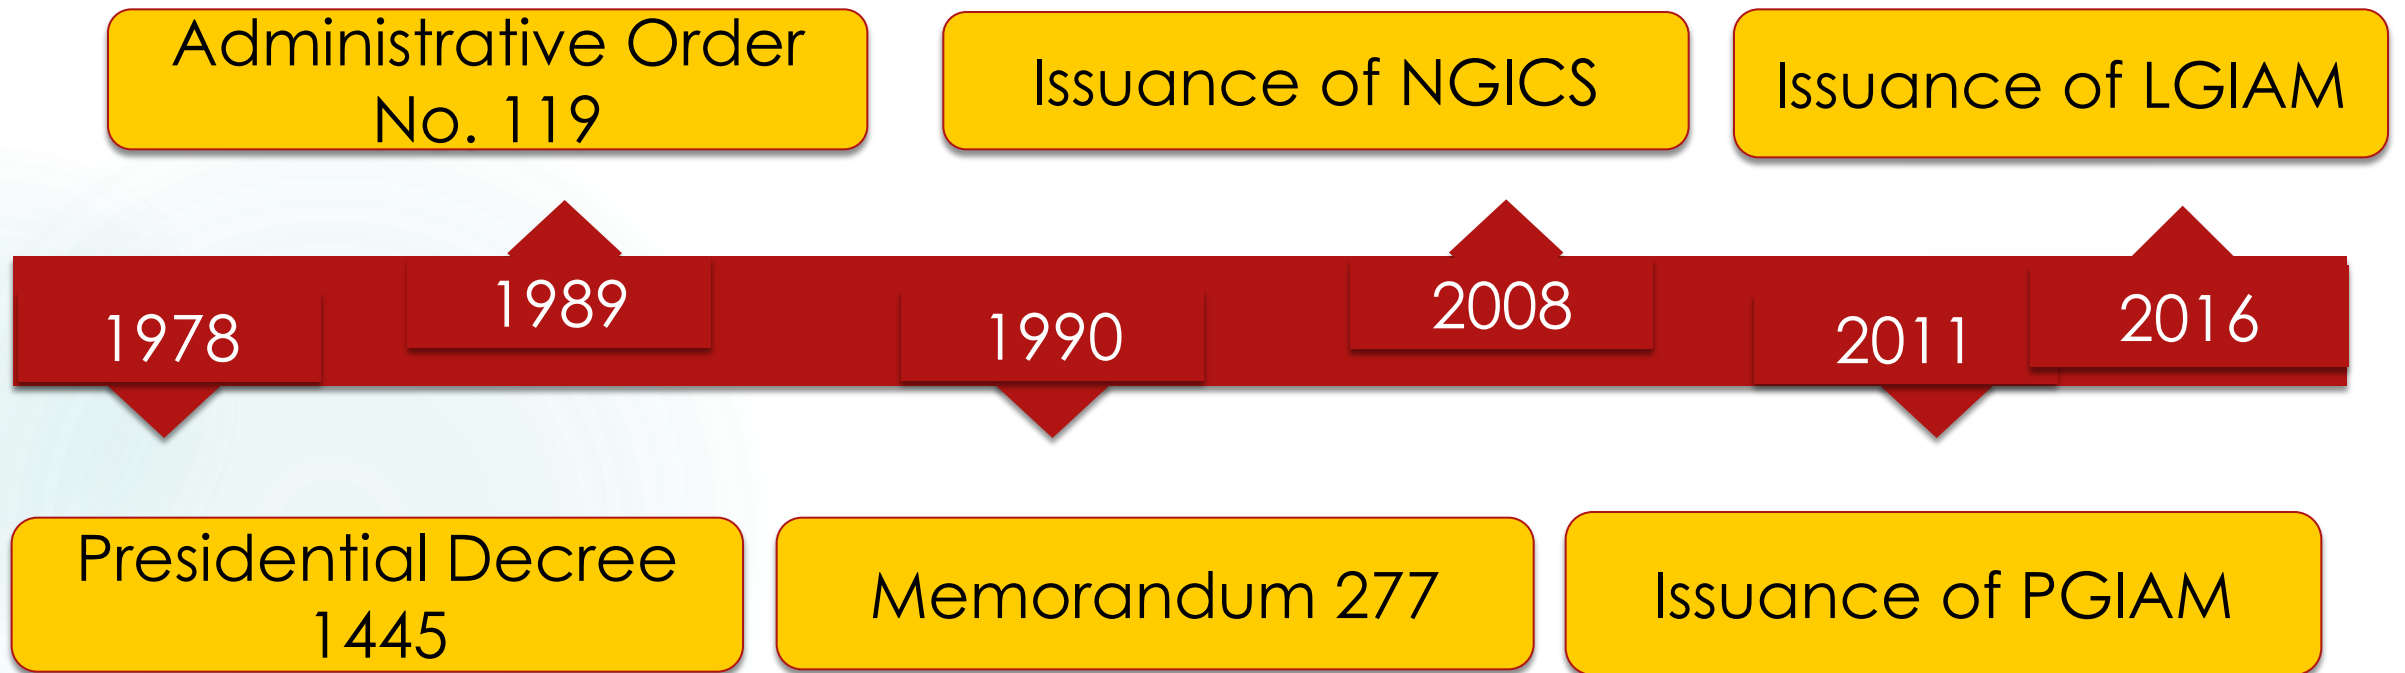 Administrative Order
No. 119
Issuance of NGICS
Issuance of LGIAM
1978
1989
1990
2008
2011
2016
Presidential Decree
1445
Memorandum 277
Issuance of PGIAM